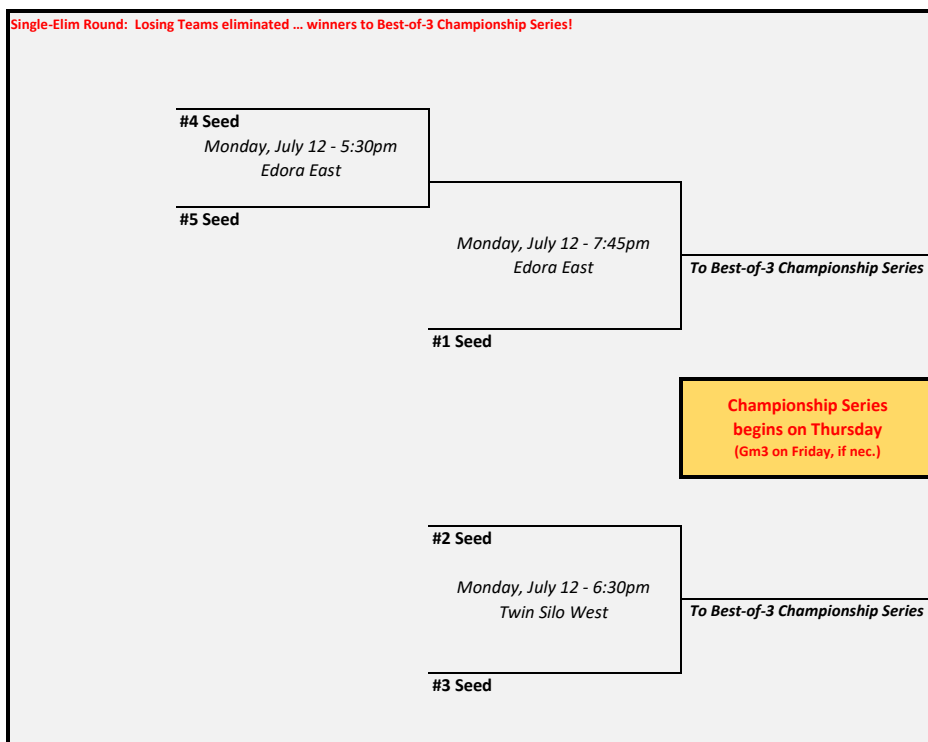 Single-Elim Round:  Losing Teams eliminated … winners to Best-of-3 Championship Series!
#4 Seed
Monday, July 12 - 5:30pm
Edora East
#5 Seed
Monday, July 12 - 7:45pm
Edora East
To Best-of-3 Championship Series
#1 Seed
Championship Series
begins on Thursday
(Gm3 on Friday, if nec.)
#2 Seed
Monday, July 12 - 6:30pm
Twin Silo West
To Best-of-3 Championship Series
#3 Seed